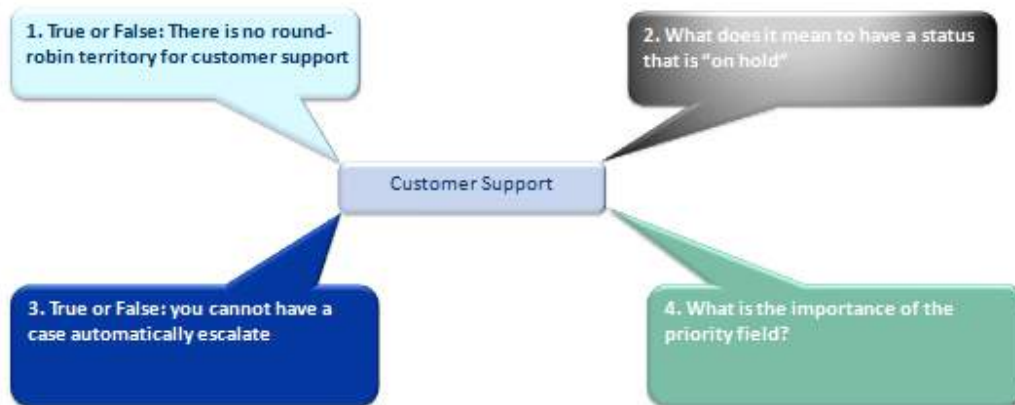 1. True or False: There is no round-
robin territory for customer support
2. What does it mean to have a status
that is “on hold”
Customer Support
3. True or False: you cannot have a
case automatically escalate
4. What is the importance of the
priority field?